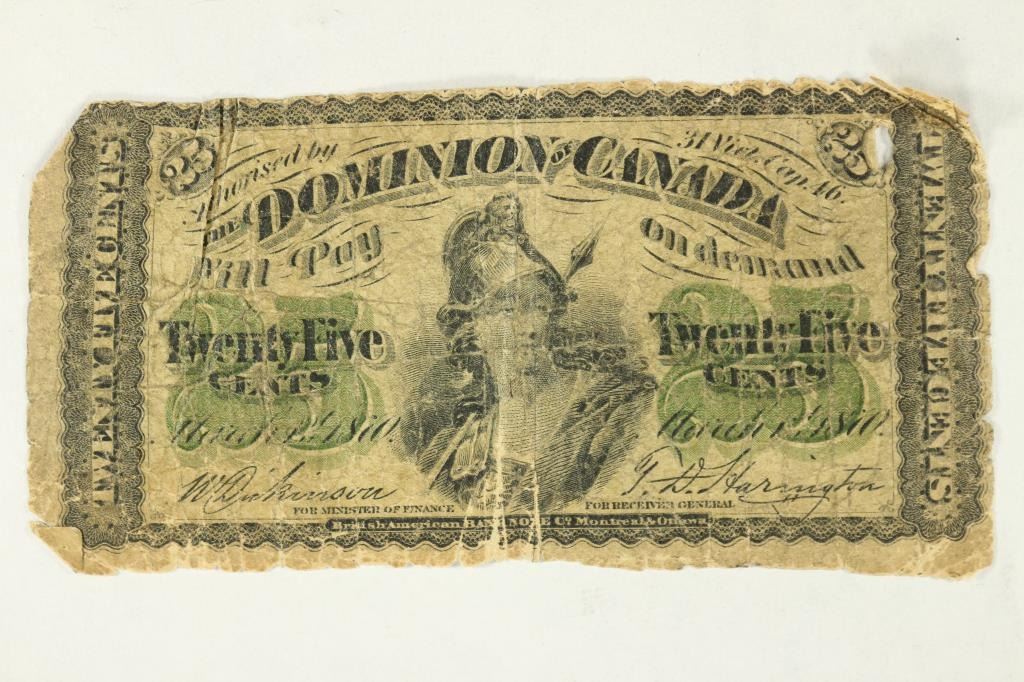 25
25
Authorised by
31 Vict. Cap. 46.
THE DOMINION OF CANADA
Will Pay
on demand
25
25
Twenty Five
CENTS
Twenty Five
CENTS
March 1st 1870.
March 1st 1870.
W Dickinson
T. D. Harington
FOR MINISTER OF FINANCE
FOR RECEIVER GENERAL
British American BANK NOTE Co. Montreal & Ottawa.
TWENTY FIVE CENTS
TWENTY FIVE CENTS